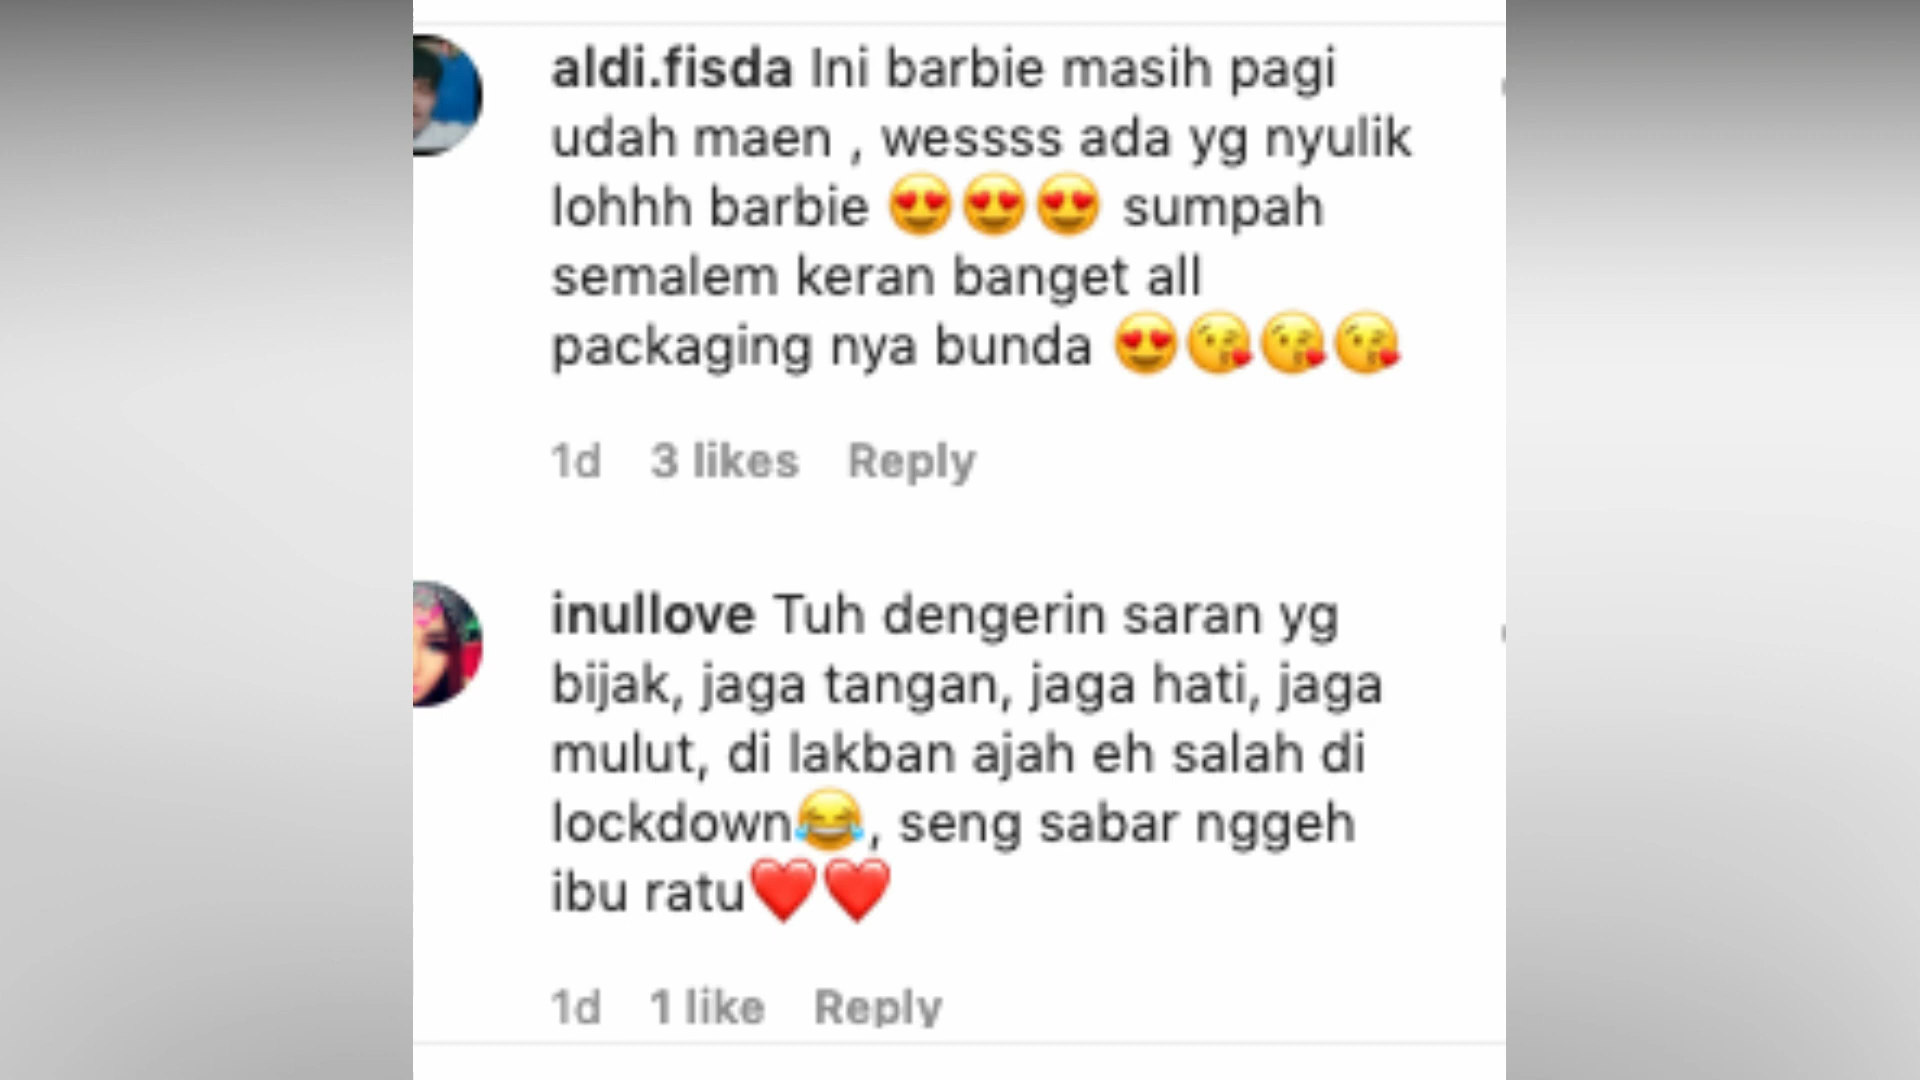 aldi.fisda Ini barbie masih pagi
udah maen , wessss ada yg nyulik
lohhh barbie 😍😍😍 sumpah
semalem keran banget all
packaging nya bunda 😍😘😘😘
1d 3 likes Reply
inullove Tuh dengerin saran yg
bijak, jaga tangan, jaga hati, jaga
mulut, di lakban ajah eh salah di
lockdown😂, seng sabar nggeh
ibu ratu❤️❤️
1d 1 like Reply